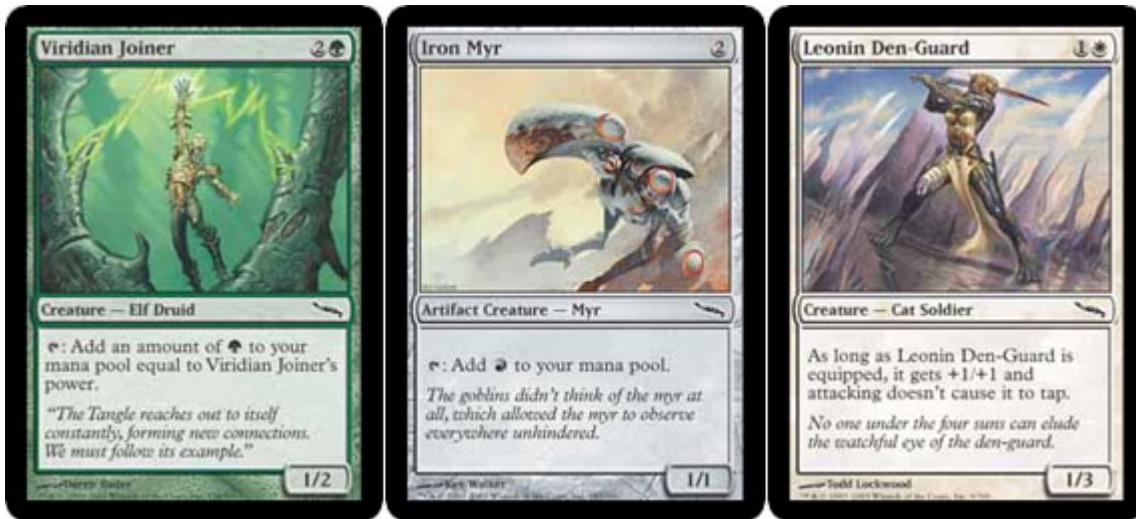 Viridian Joiner 2
Creature — Elf Druid
: Add an amount of to your
mana pool equal to Viridian Joiner's
power.
"The Tangle reaches out to itself
constantly, forming new connections.
We must follow its example."
1/2
Iron Myr 2
Artifact Creature — Myr
: Add to your mana pool.
The goblins didn't think of the myr at
all, which allowed the myr to observe
everywhere unhindered.
Kev Walker
1/1
Leonin Den-Guard 1
Creature — Cat Soldier
As long as Leonin Den-Guard is
equipped, it gets +1/+1 and
attacking doesn't cause it to tap.
No one under the four suns can elude
the watchful eye of the den-guard.
Todd Lockwood
1/3